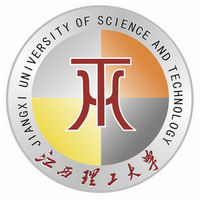 JIANGXI UNIVERSITY OF SCIENCE AND TECHNOLOGY
江西理工大学